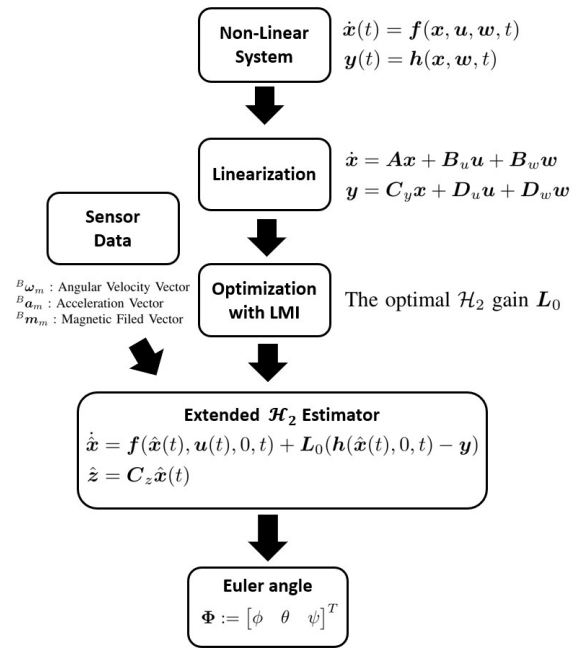 Non-Linear
System
ẋ(t) = f(x, u, w, t)
y(t) = h(x, w, t)
Linearization
ẋ = Ax + B_u u + B_w w
y = C_y x + D_u u + D_w w
Sensor
Data
ᴮω_m : Angular Velocity Vector
ᴮa_m : Acceleration Vector
ᴮm_m : Magnetic Filed Vector
Optimization
with LMI
The optimal ℋ₂ gain L₀
Extended ℋ₂ Estimator
x̂̇ = f(x̂(t), u(t), 0, t) + L₀(h(x̂(t), 0, t) − y)
ẑ = C_z x̂(t)
Euler angle
Φ := [ϕ θ ψ]ᵀ